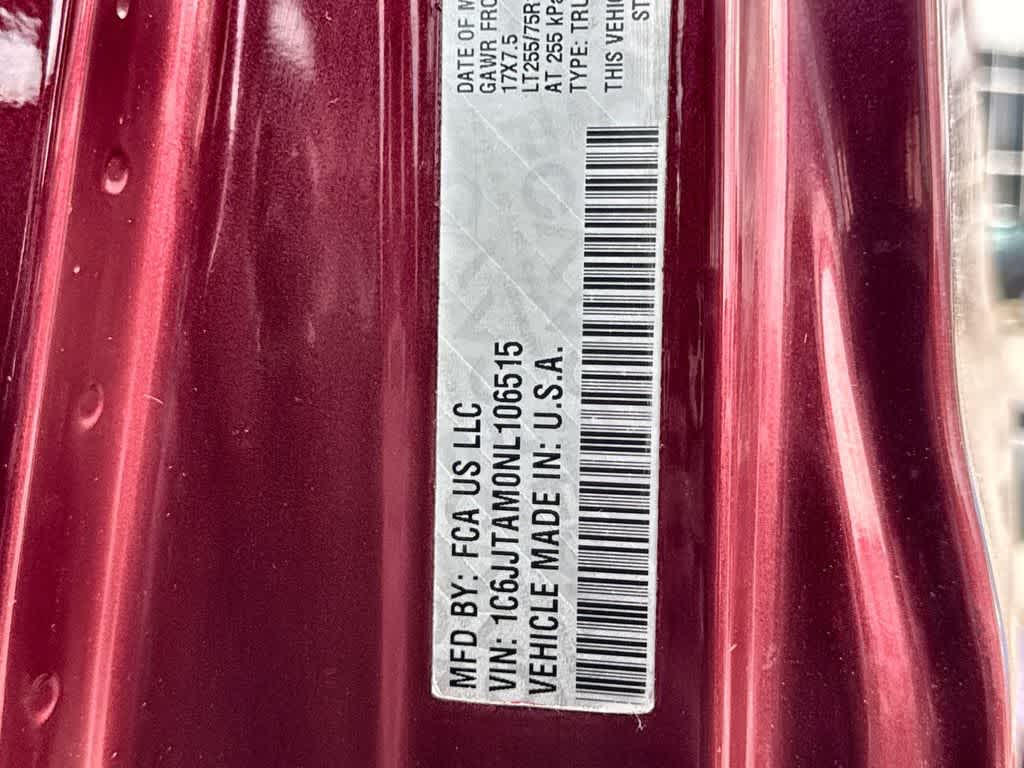 MFD BY: FCA US LLC
VIN: 1C6JJTAM0NL106515
VEHICLE MADE IN: U.S.A.
DATE OF M
GAWR FRO
17X7.5
LT255/75R
AT 255 kPa
TYPE: TRU
THIS VEHIC
ST